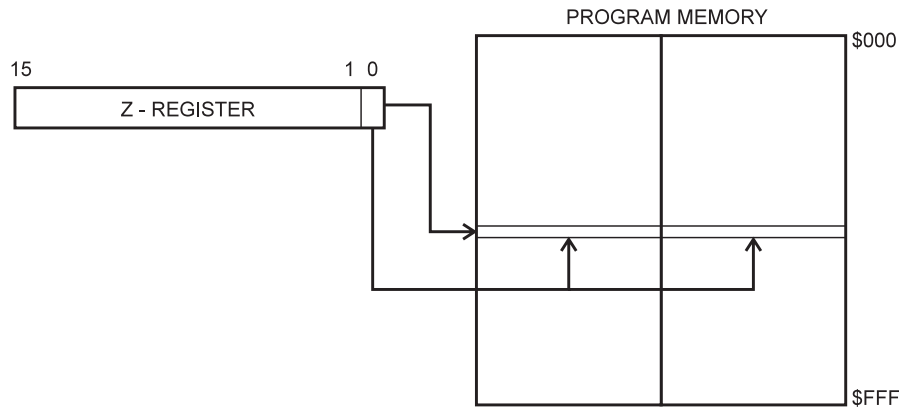 PROGRAM MEMORY
$000
15 1 0
Z - REGISTER
$FFF